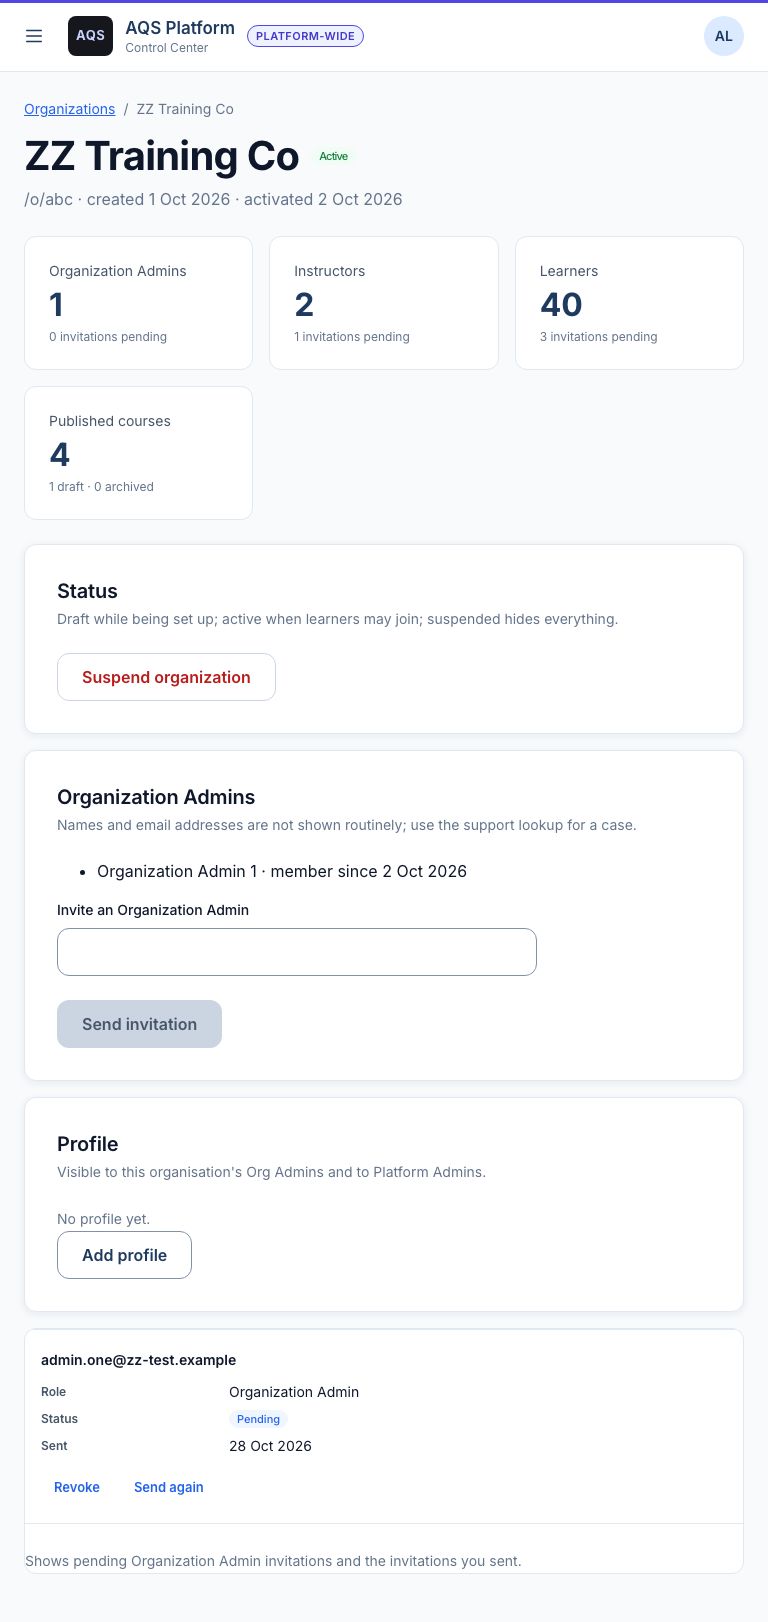 AQS
AQS Platform
Control Center
PLATFORM-WIDE
AL
Organizations / ZZ Training Co
ZZ Training Co
Active
/o/abc · created 1 Oct 2026 · activated 2 Oct 2026
Organization Admins
1
0 invitations pending
Instructors
2
1 invitations pending
Learners
40
3 invitations pending
Published courses
4
1 draft · 0 archived
Status
Draft while being set up; active when learners may join; suspended hides everything.
Suspend organization
Organization Admins
Names and email addresses are not shown routinely; use the support lookup for a case.
• Organization Admin 1 · member since 2 Oct 2026
Invite an Organization Admin
Send invitation
Profile
Visible to this organisation's Org Admins and to Platform Admins.
No profile yet.
Add profile
admin.one@zz-test.example
Role Organization Admin
Status Pending
Sent 28 Oct 2026
Revoke Send again
Shows pending Organization Admin invitations and the invitations you sent.